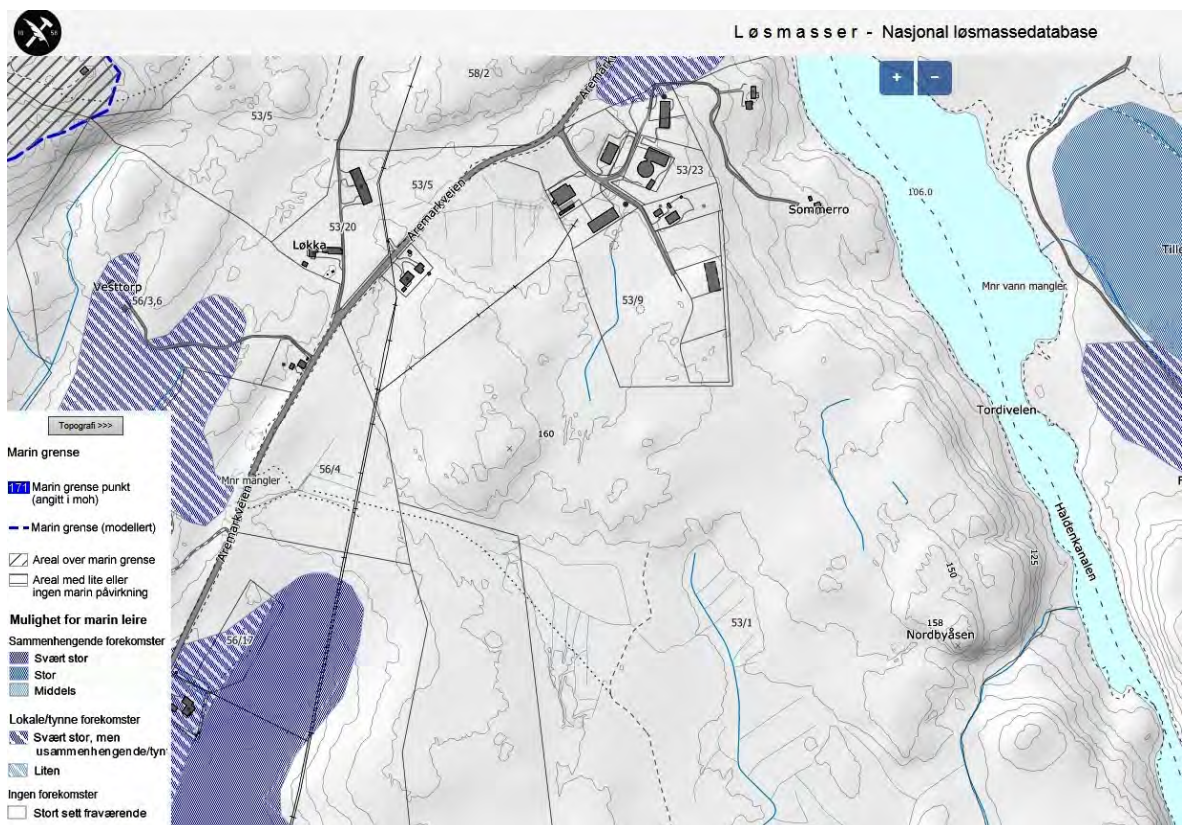 Løsmasser - Nasjonal løsmassedatabase
+ −
58/2
Aremarkv
53/5
53/5
53/23
53/20
Aremarkveien
Løkka
Sommerro
106.0
Tille
Vesttorp
56/3,6
53/9
Mnr vann mangler
Tordivelen
160
56/4
Mnr mangler
Aremarkveien
Haldenkanalen
125
150
158
Nordbyåsen
53/1
56/17
Topografi >>>
Marin grense
171 Marin grense punkt
(angitt i moh)
Marin grense (modellert)
Areal over marin grense
Areal med lite eller
ingen marin påvirkning
Mulighet for marin leire
Sammenhengende forekomster
Svært stor
Stor
Middels
Lokale/tynne forekomster
Svært stor, men
usammenhengende/tyn
Liten
Ingen forekomster
Stort sett fraværende